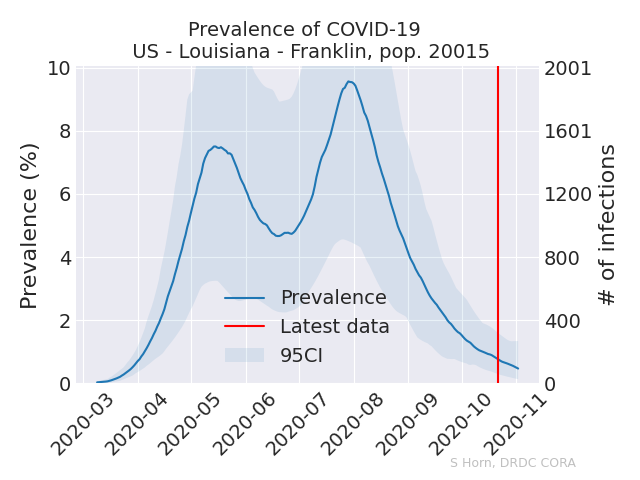 Prevalence of COVID-19
US - Louisiana - Franklin, pop. 20015
Prevalence (%)
10
8
6
4
2
0
2001
1601
1200
800
400
0
# of infections
Prevalence
Latest data
95CI
2020-03
2020-04
2020-05
2020-06
2020-07
2020-08
2020-09
2020-10
2020-11
S Horn, DRDC CORA